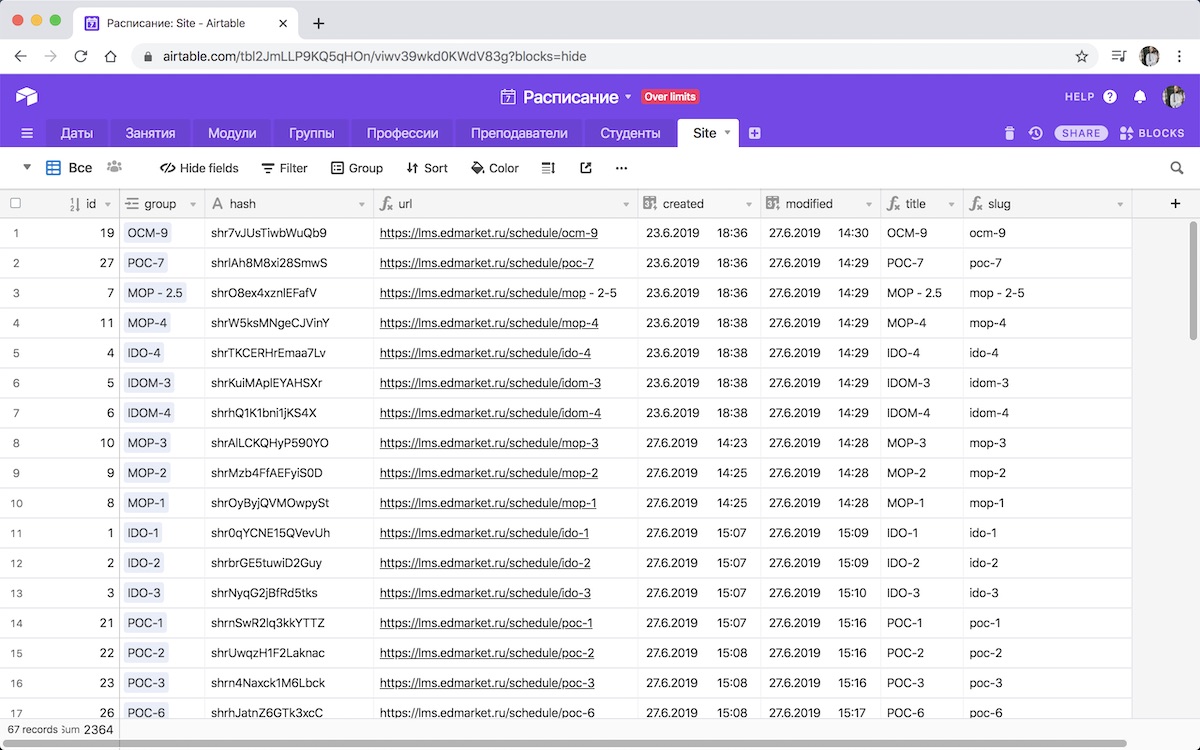 Расписание: Site - Airtable
airtable.com/tbl2JmLLP9KQ5qHOn/viwv39wkd0KWdV83g?blocks=hide
Расписание Over limits HELP
Даты Занятия Модули Группы Профессии Преподаватели Студенты Site SHARE BLOCKS
Все Hide fields Filter Group Sort Color
id group hash url created modified title slug
1 19 OCM-9 shr7vJUsTiwbWuQb9 https://lms.edmarket.ru/schedule/ocm-9 23.6.2019 18:36 27.6.2019 14:30 OCM-9 ocm-9
2 27 POC-7 shrlAh8M8xi28SmwS https://lms.edmarket.ru/schedule/poc-7 23.6.2019 18:36 27.6.2019 14:29 POC-7 poc-7
3 7 MOP - 2.5 shrO8ex4xznlEFafV https://lms.edmarket.ru/schedule/mop - 2-5 23.6.2019 18:36 27.6.2019 14:29 MOP - 2.5 mop - 2-5
4 11 MOP-4 shrW5ksMNgeCJVinY https://lms.edmarket.ru/schedule/mop-4 23.6.2019 18:38 27.6.2019 14:29 MOP-4 mop-4
5 4 IDO-4 shrTKCERHrEmaa7Lv https://lms.edmarket.ru/schedule/ido-4 23.6.2019 18:38 27.6.2019 14:29 IDO-4 ido-4
6 5 IDOM-3 shrKuiMAplEYAHSXr https://lms.edmarket.ru/schedule/idom-3 23.6.2019 18:38 27.6.2019 14:29 IDOM-3 idom-3
7 6 IDOM-4 shrhQ1K1bni1jKS4X https://lms.edmarket.ru/schedule/idom-4 23.6.2019 18:38 27.6.2019 14:29 IDOM-4 idom-4
8 10 MOP-3 shrAlLCKQHyP590YO https://lms.edmarket.ru/schedule/mop-3 27.6.2019 14:23 27.6.2019 14:28 MOP-3 mop-3
9 9 MOP-2 shrMzb4FfAEFyiS0D https://lms.edmarket.ru/schedule/mop-2 27.6.2019 14:25 27.6.2019 14:28 MOP-2 mop-2
10 8 MOP-1 shrOyByjQVMOwpySt https://lms.edmarket.ru/schedule/mop-1 27.6.2019 14:25 27.6.2019 14:28 MOP-1 mop-1
11 1 IDO-1 shr0qYCNE15QVevUh https://lms.edmarket.ru/schedule/ido-1 27.6.2019 15:07 27.6.2019 15:09 IDO-1 ido-1
12 2 IDO-2 shrbrGE5tuwiD2Guy https://lms.edmarket.ru/schedule/ido-2 27.6.2019 15:07 27.6.2019 15:09 IDO-2 ido-2
13 3 IDO-3 shrNyqG2jBfRd5tks https://lms.edmarket.ru/schedule/ido-3 27.6.2019 15:07 27.6.2019 15:10 IDO-3 ido-3
14 21 POC-1 shrnSwR2lq3kkYTTZ https://lms.edmarket.ru/schedule/poc-1 27.6.2019 15:07 27.6.2019 15:16 POC-1 poc-1
15 22 POC-2 shrUwqzH1F2Laknac https://lms.edmarket.ru/schedule/poc-2 27.6.2019 15:08 27.6.2019 15:16 POC-2 poc-2
16 23 POC-3 shrn4Naxck1M6Lbck https://lms.edmarket.ru/schedule/poc-3 27.6.2019 15:08 27.6.2019 15:16 POC-3 poc-3
17 26 POC-6 shrhJatnZ6GTk3xcC https://lms.edmarket.ru/schedule/poc-6 27.6.2019 15:08 27.6.2019 15:17 POC-6 poc-6
67 records Sum 2364